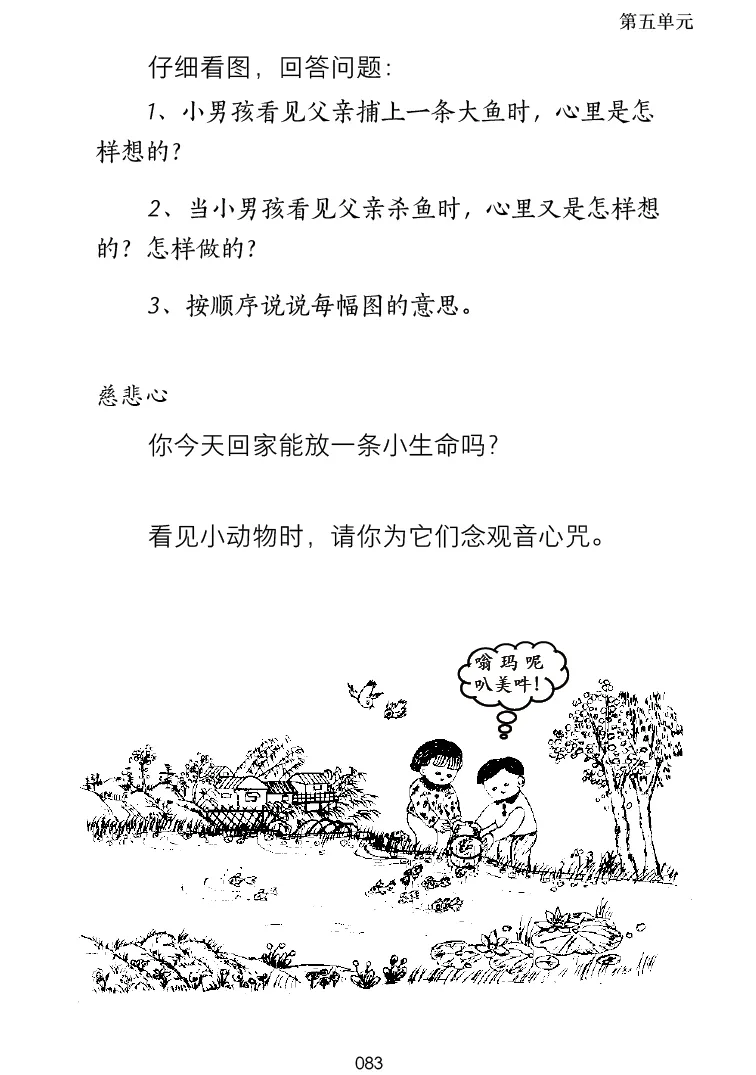 第五单元
仔细看图，回答问题：
1、小男孩看见父亲捕上一条大鱼时，心里是怎
样想的？
2、当小男孩看见父亲杀鱼时，心里又是怎样想
的？怎样做的？
3、按顺序说说每幅图的意思。
慈悲心
你今天回家能放一条小生命吗？
看见小动物时，请你为它们念观音心咒。
嗡玛呢
叭美吽！
083